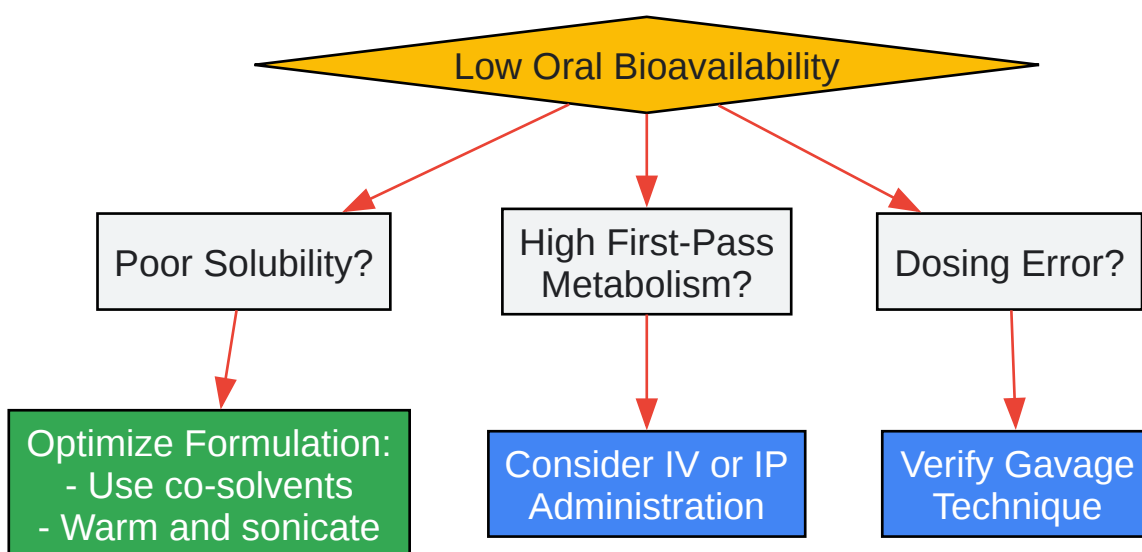 Low Oral Bioavailability
Poor Solubility?
High First-Pass
Metabolism?
Dosing Error?
Optimize Formulation:
- Use co-solvents
- Warm and sonicate
Consider IV or IP
Administration
Verify Gavage
Technique